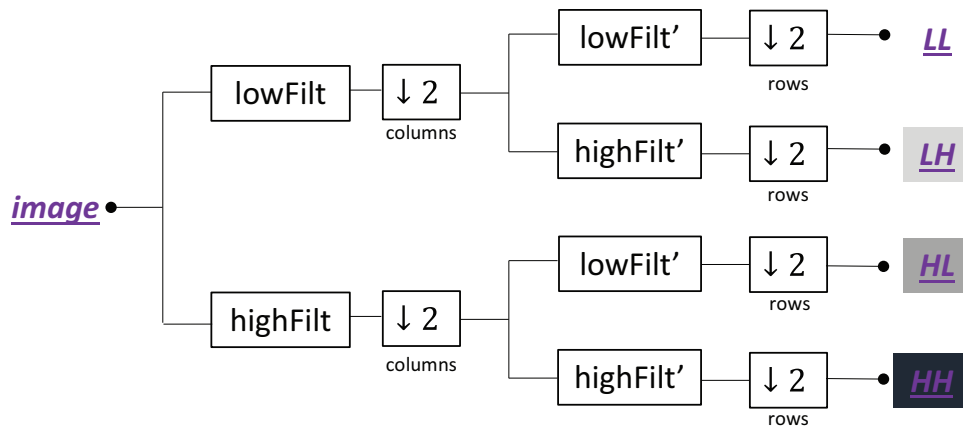 image
lowFilt
↓ 2
columns
lowFilt’
↓ 2
rows
LL
highFilt’
↓ 2
rows
LH
highFilt
↓ 2
columns
lowFilt’
↓ 2
rows
HL
highFilt’
↓ 2
rows
HH